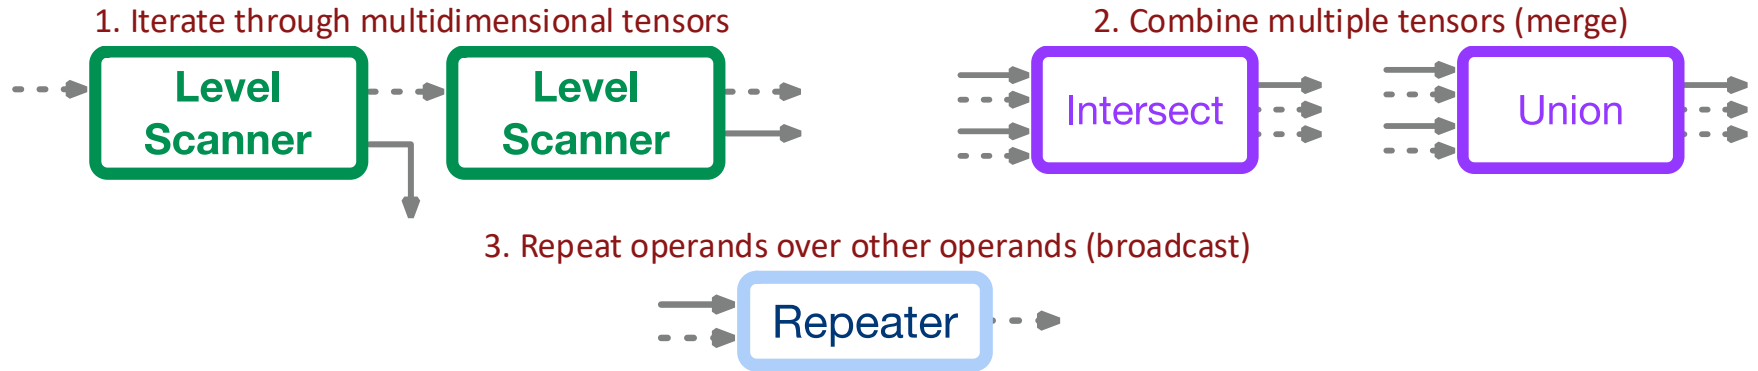 1. Iterate through multidimensional tensors
2. Combine multiple tensors (merge)
Level
Scanner
Level
Scanner
Intersect
Union
3. Repeat operands over other operands (broadcast)
Repeater